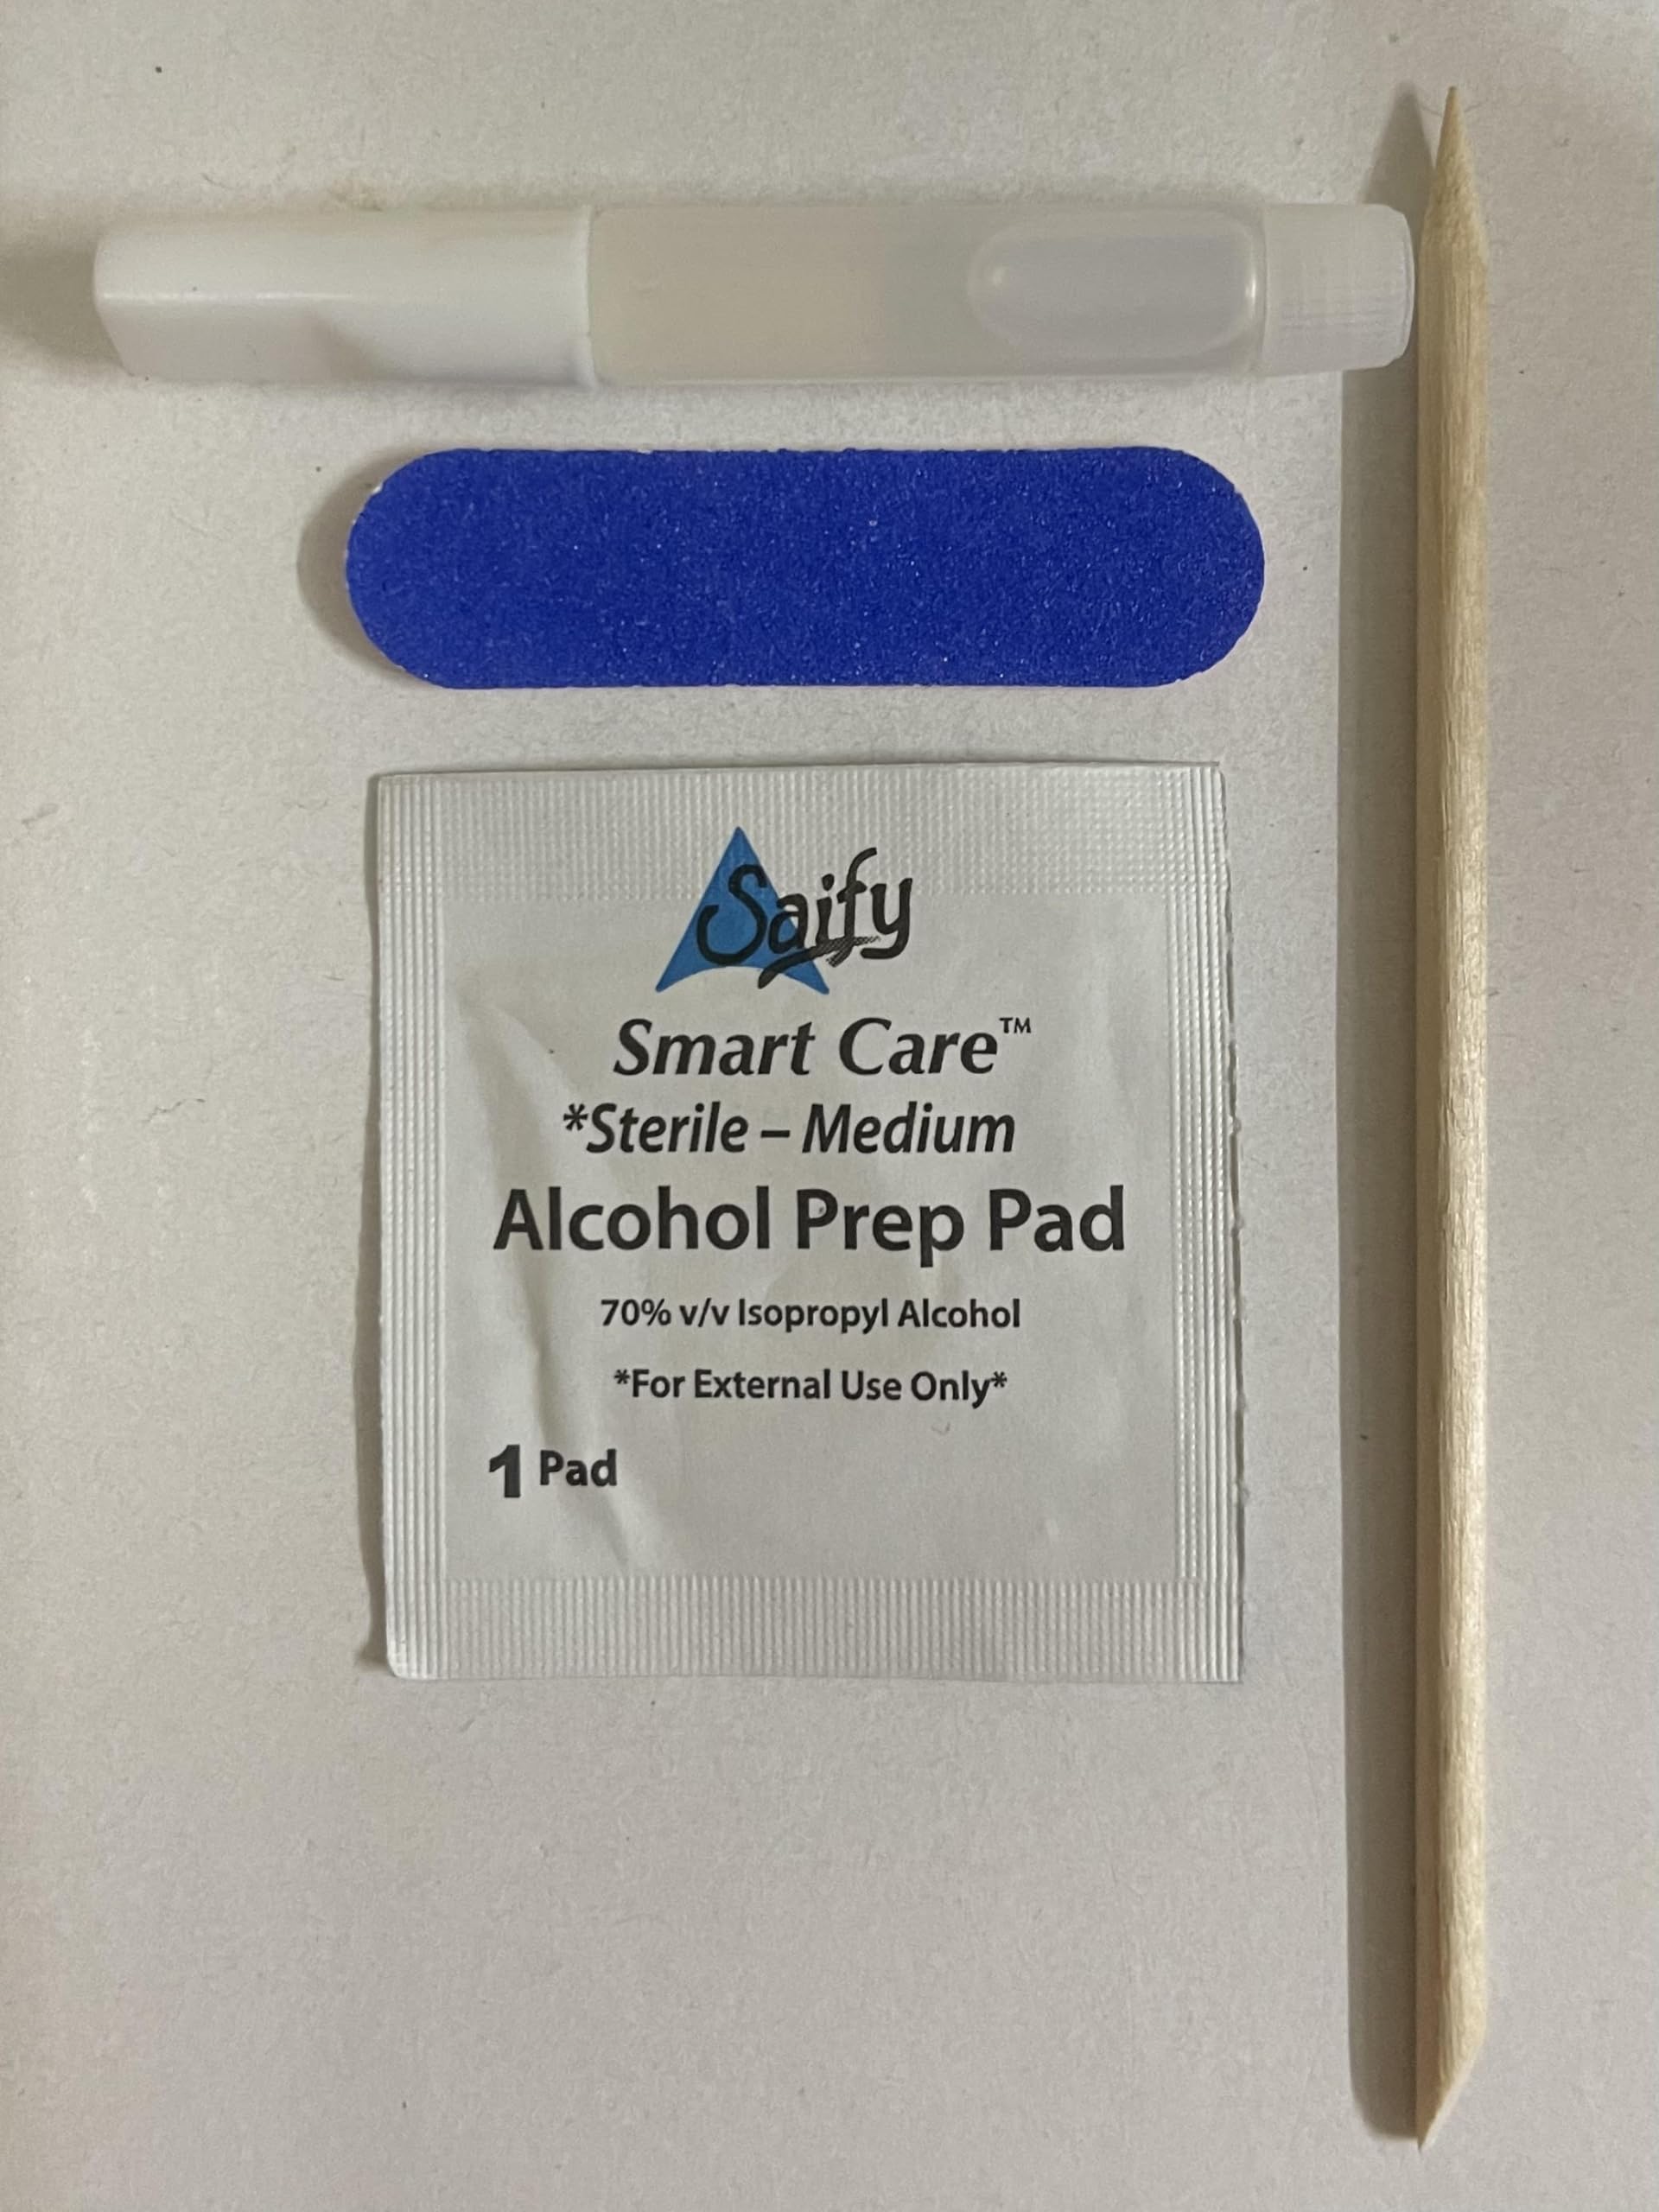 Saify
Smart Care™
*Sterile – Medium
Alcohol Prep Pad
70% v/v Isopropyl Alcohol
*For External Use Only*
1 Pad